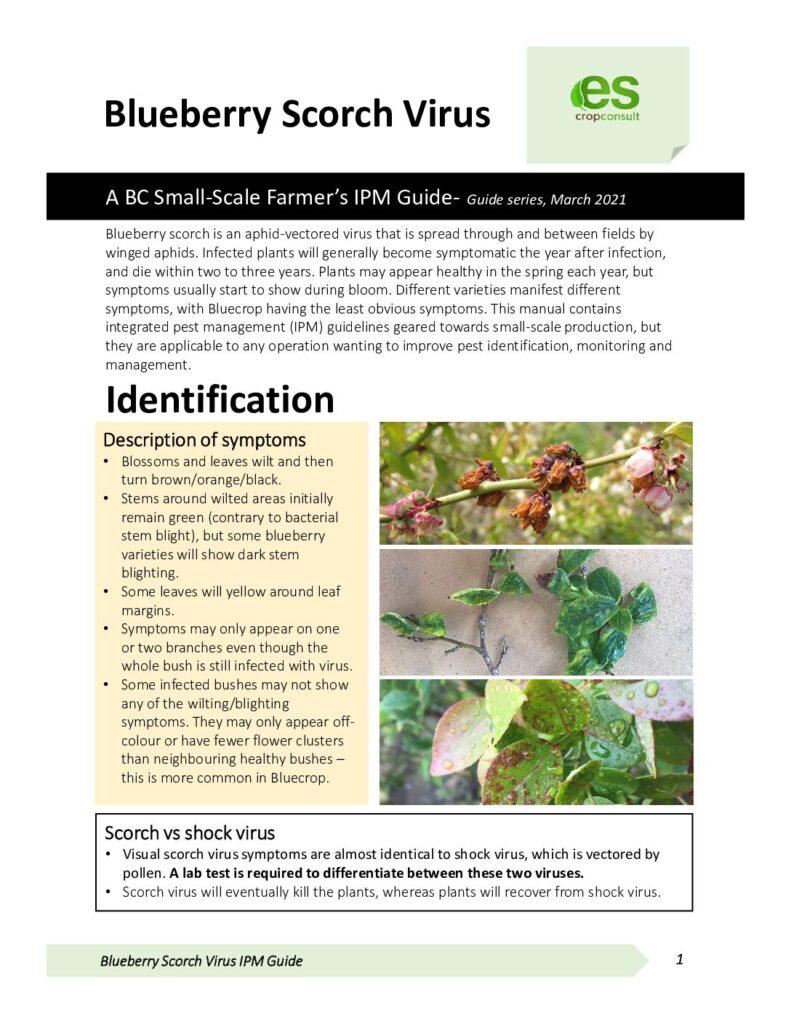 Blueberry Scorch Virus
es
cropconsult
A BC Small-Scale Farmer's IPM Guide- Guide series, March 2021
Blueberry scorch is an aphid-vectored virus that is spread through and between fields by
winged aphids. Infected plants will generally become symptomatic the year after infection,
and die within two to three years. Plants may appear healthy in the spring each year, but
symptoms usually start to show during bloom. Different varieties manifest different
symptoms, with Bluecrop having the least obvious symptoms. This manual contains
integrated pest management (IPM) guidelines geared towards small-scale production, but
they are applicable to any operation wanting to improve pest identification, monitoring and
management.
Identification
Description of symptoms
• Blossoms and leaves wilt and then
turn brown/orange/black.
• Stems around wilted areas initially
remain green (contrary to bacterial
stem blight), but some blueberry
varieties will show dark stem
blighting.
• Some leaves will yellow around leaf
margins.
• Symptoms may only appear on one
or two branches even though the
whole bush is still infected with virus.
• Some infected bushes may not show
any of the wilting/blighting
symptoms. They may only appear off-
colour or have fewer flower clusters
than neighbouring healthy bushes –
this is more common in Bluecrop.
Scorch vs shock virus
• Visual scorch virus symptoms are almost identical to shock virus, which is vectored by
pollen. A lab test is required to differentiate between these two viruses.
• Scorch virus will eventually kill the plants, whereas plants will recover from shock virus.
Blueberry Scorch Virus IPM Guide
1